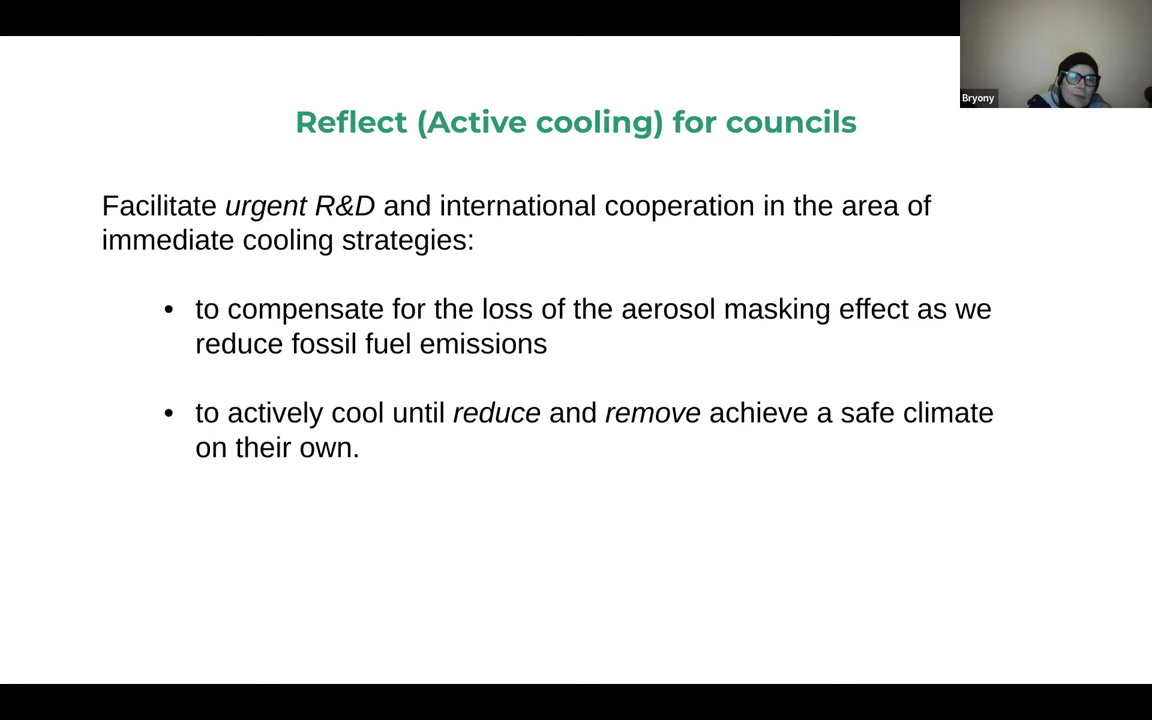 Bryony
Reflect (Active cooling) for councils
Facilitate urgent R&D and international cooperation in the area of
immediate cooling strategies:
• to compensate for the loss of the aerosol masking effect as we
reduce fossil fuel emissions
• to actively cool until reduce and remove achieve a safe climate
on their own.